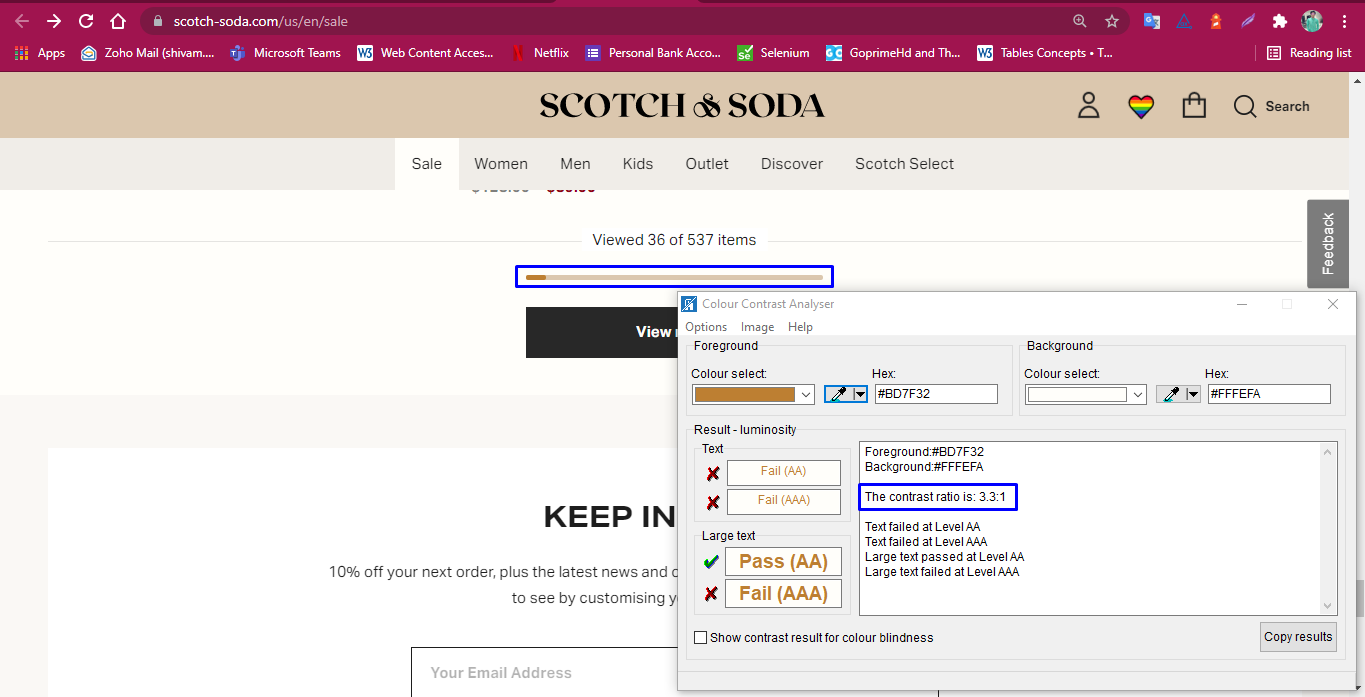 scotch-soda.com/us/en/sale
Apps Zoho Mail (shivam.... Microsoft Teams Web Content Acces... Netflix Personal Bank Acco... Selenium GoprimeHd and Th... Tables Concepts • T... Reading list
SCOTCH & SODA
Search
Sale Women Men Kids Outlet Discover Scotch Select
Viewed 36 of 537 items
Feedback
View
KEEP IN
10% off your next order, plus the latest news and
to see by customising
Your Email Address
Colour Contrast Analyser
Options Image Help
Foreground
Colour select: Hex:
#BD7F32
Background
Colour select: Hex:
#FFFEFA
Result - luminosity
Text
Fail (AA)
Fail (AAA)
Large text
Pass (AA)
Fail (AAA)
Foreground:#BD7F32
Background:#FFFEFA
The contrast ratio is: 3.3:1
Text failed at Level AA
Text failed at Level AAA
Large text passed at Level AA
Large text failed at Level AAA
Show contrast result for colour blindness
Copy results